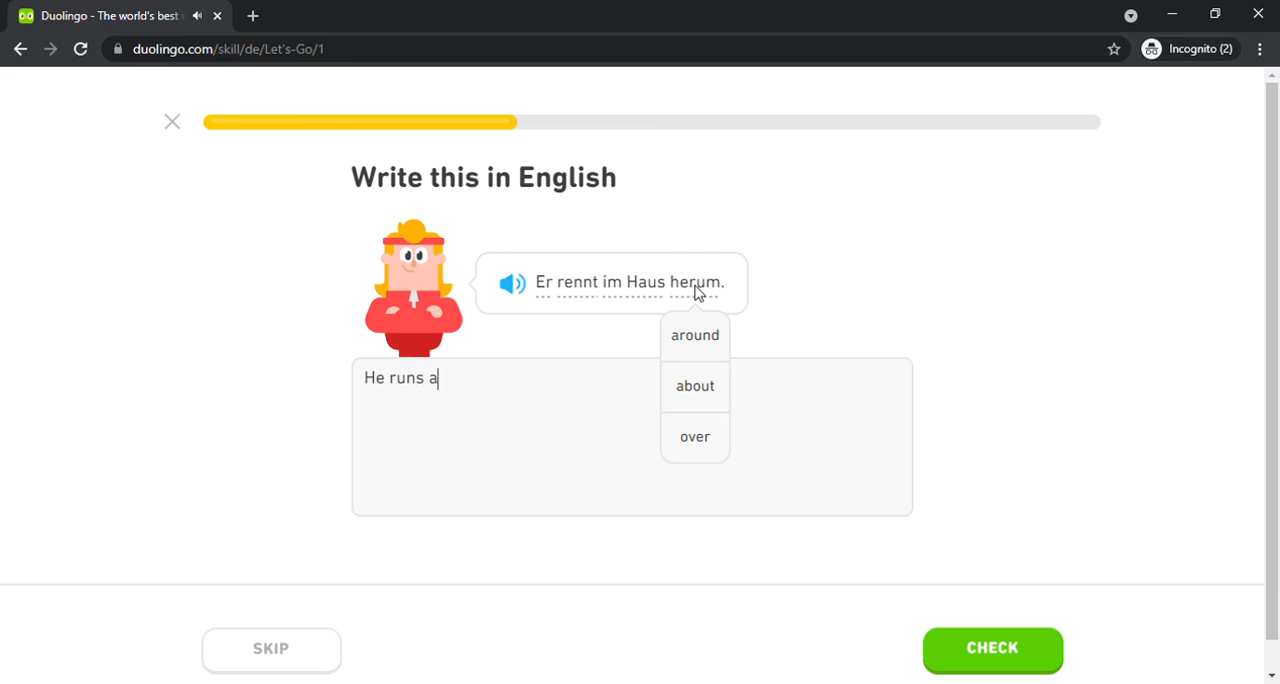 Duolingo - The world's best
duolingo.com/skill/de/Let's-Go/1
Incognito (2)
Write this in English
Er rennt im Haus herum.
around
about
over
He runs a
SKIP
CHECK